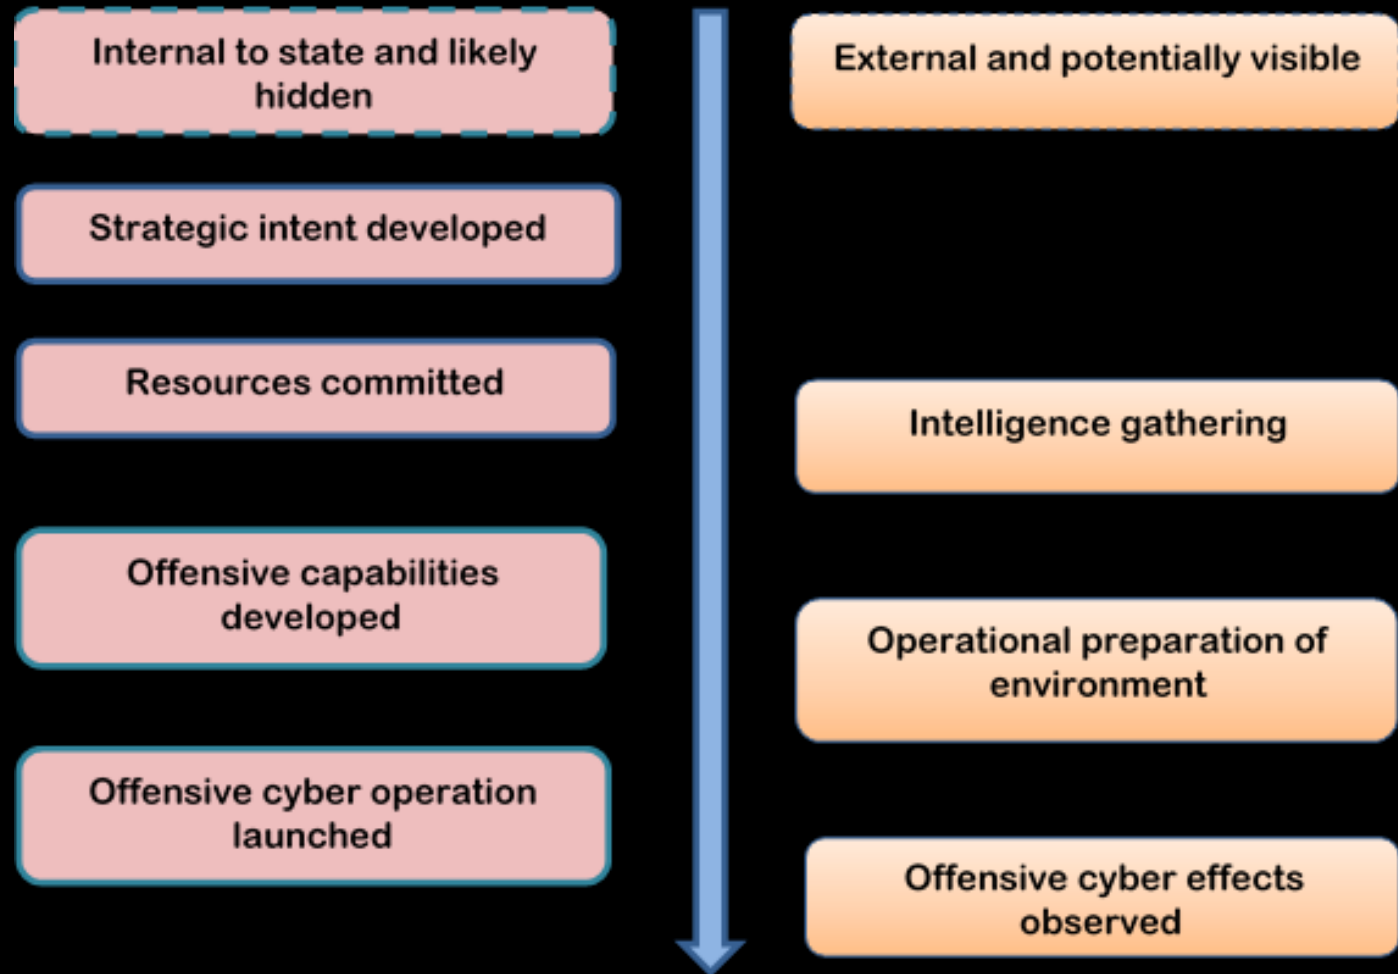 Internal to state and likely
hidden
External and potentially visible
Strategic intent developed
Resources committed
Intelligence gathering
Offensive capabilities
developed
Operational preparation of
environment
Offensive cyber operation
launched
Offensive cyber effects
observed